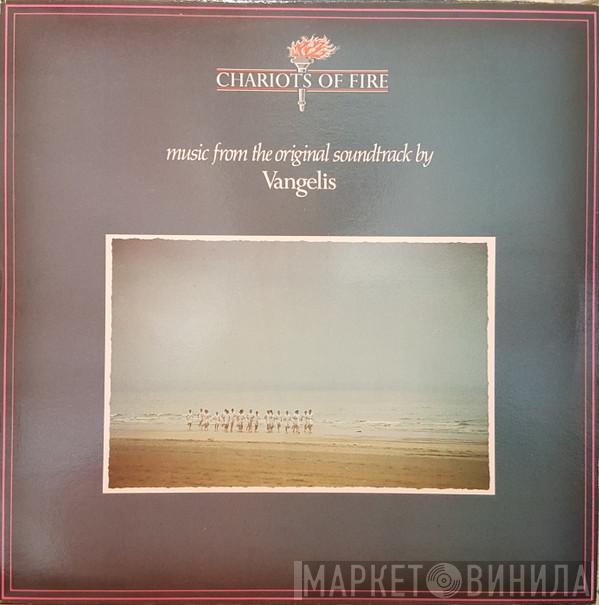 CHARIOTS OF FIRE
music from the original soundtrack by
Vangelis
МАРКЕТ ВИНИЛА